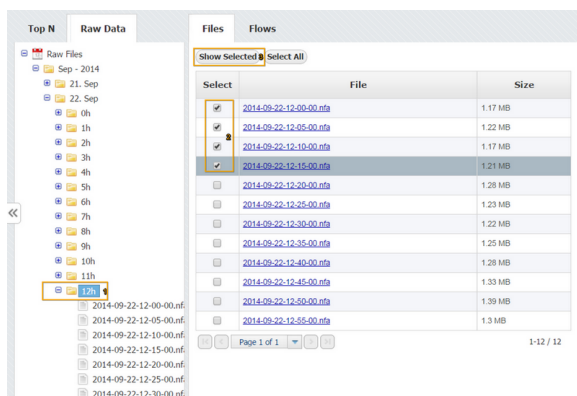 Top N Raw Data
Raw Files
Sep - 2014
21. Sep
22. Sep
0h
1h
2h
3h
4h
5h
6h
7h
8h
9h
10h
11h
12h 1
2014-09-22-12-00-00.nf
2014-09-22-12-05-00.nf
2014-09-22-12-10-00.nf
2014-09-22-12-15-00.nf
2014-09-22-12-20-00.nf
2014-09-22-12-25-00.nf
2014-09-22-12-30-00.nf
Files Flows
Show Selected 3 Select All
Select File Size
2014-09-22-12-00-00.nfa 1.17 MB
2014-09-22-12-05-00.nfa 1.22 MB
2
2014-09-22-12-10-00.nfa 1.17 MB
2014-09-22-12-15-00.nfa 1.21 MB
2014-09-22-12-20-00.nfa 1.28 MB
2014-09-22-12-25-00.nfa 1.23 MB
2014-09-22-12-30-00.nfa 1.22 MB
2014-09-22-12-35-00.nfa 1.25 MB
2014-09-22-12-40-00.nfa 1.28 MB
2014-09-22-12-45-00.nfa 1.33 MB
2014-09-22-12-50-00.nfa 1.39 MB
2014-09-22-12-55-00.nfa 1.3 MB
Page 1 of 1 1-12 / 12